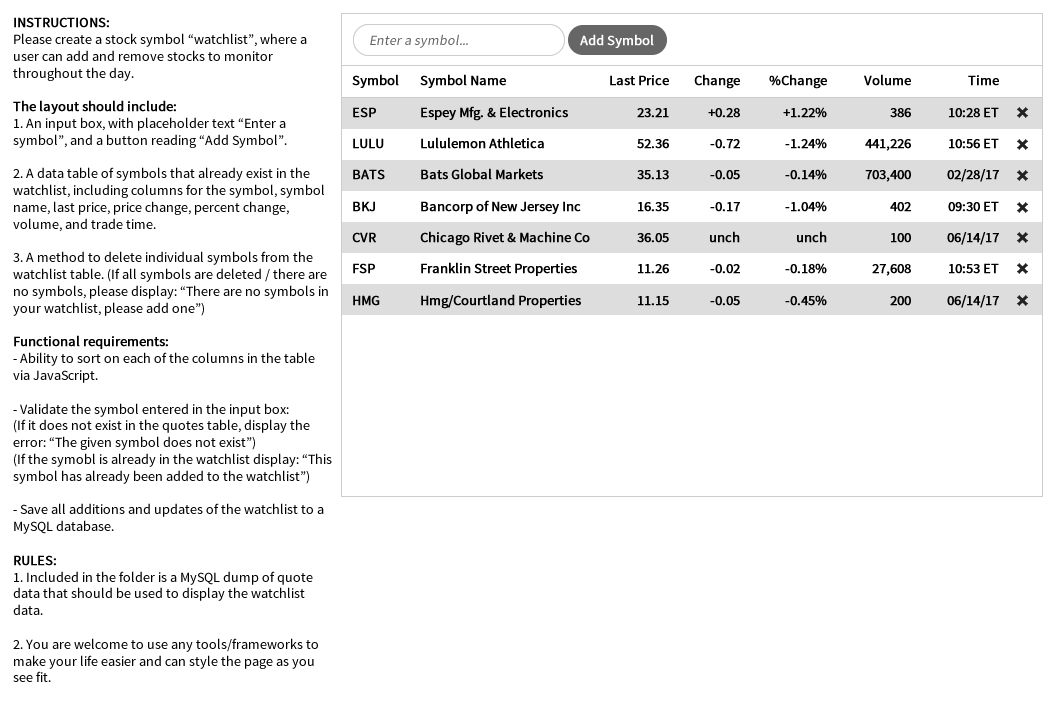 INSTRUCTIONS:
Please create a stock symbol “watchlist”, where a
user can add and remove stocks to monitor
throughout the day.
The layout should include:
1. An input box, with placeholder text “Enter a
symbol”, and a button reading “Add Symbol”.
2. A data table of symbols that already exist in the
watchlist, including columns for the symbol, symbol
name, last price, price change, percent change,
volume, and trade time.
3. A method to delete individual symbols from the
watchlist table. (If all symbols are deleted / there are
no symbols, please display: “There are no symbols in
your watchlist, please add one”)
Functional requirements:
- Ability to sort on each of the columns in the table
via JavaScript.
- Validate the symbol entered in the input box:
(If it does not exist in the quotes table, display the
error: “The given symbol does not exist”)
(If the symobl is already in the watchlist display: “This
symbol has already been added to the watchlist”)
- Save all additions and updates of the watchlist to a
MySQL database.
RULES:
1. Included in the folder is a MySQL dump of quote
data that should be used to display the watchlist
data.
2. You are welcome to use any tools/frameworks to
make your life easier and can style the page as you
see fit.
Enter a symbol... Add Symbol
Symbol Symbol Name Last Price Change %Change Volume Time
ESP Espey Mfg. & Electronics 23.21 +0.28 +1.22% 386 10:28 ET ✖
LULU Lululemon Athletica 52.36 -0.72 -1.24% 441,226 10:56 ET ✖
BATS Bats Global Markets 35.13 -0.05 -0.14% 703,400 02/28/17 ✖
BKJ Bancorp of New Jersey Inc 16.35 -0.17 -1.04% 402 09:30 ET ✖
CVR Chicago Rivet & Machine Co 36.05 unch unch 100 06/14/17 ✖
FSP Franklin Street Properties 11.26 -0.02 -0.18% 27,608 10:53 ET ✖
HMG Hmg/Courtland Properties 11.15 -0.05 -0.45% 200 06/14/17 ✖